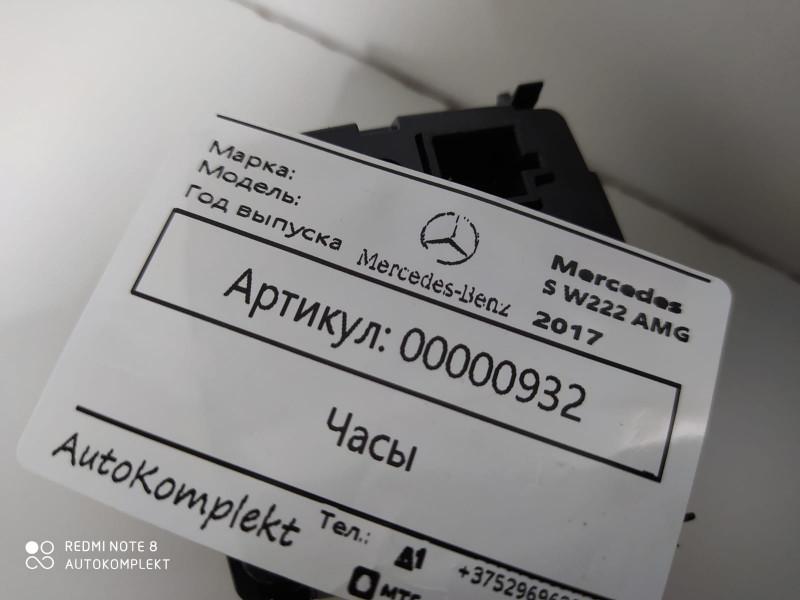 Марка:
Модель:
Год выпуска
Mercedes-Benz
Mercedes
S W222 AMG
2017
Артикул: 00000932
Часы
AutoKomplekt
Тел.:
А1
МТС
REDMI NOTE 8
AUTOKOMPLEKT